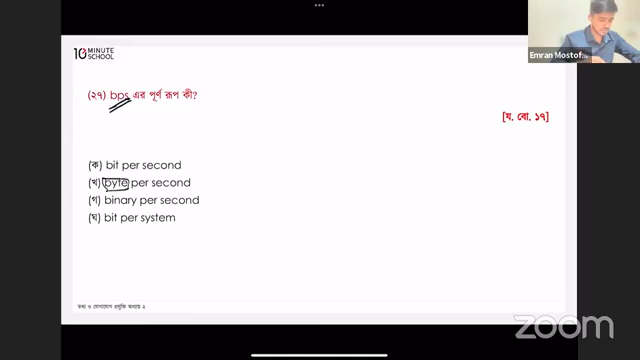 10 MINUTE
SCHOOL
Emran Mostof...
(২৭) bps এর পূর্ণ রূপ কী?
[য. বো. ১৭]
(ক) bit per second
(খ) byte per second
(গ) binary per second
(ঘ) bit per system
তথ্য ও যোগাযোগ প্রযুক্তি অধ্যায় ২
zoom